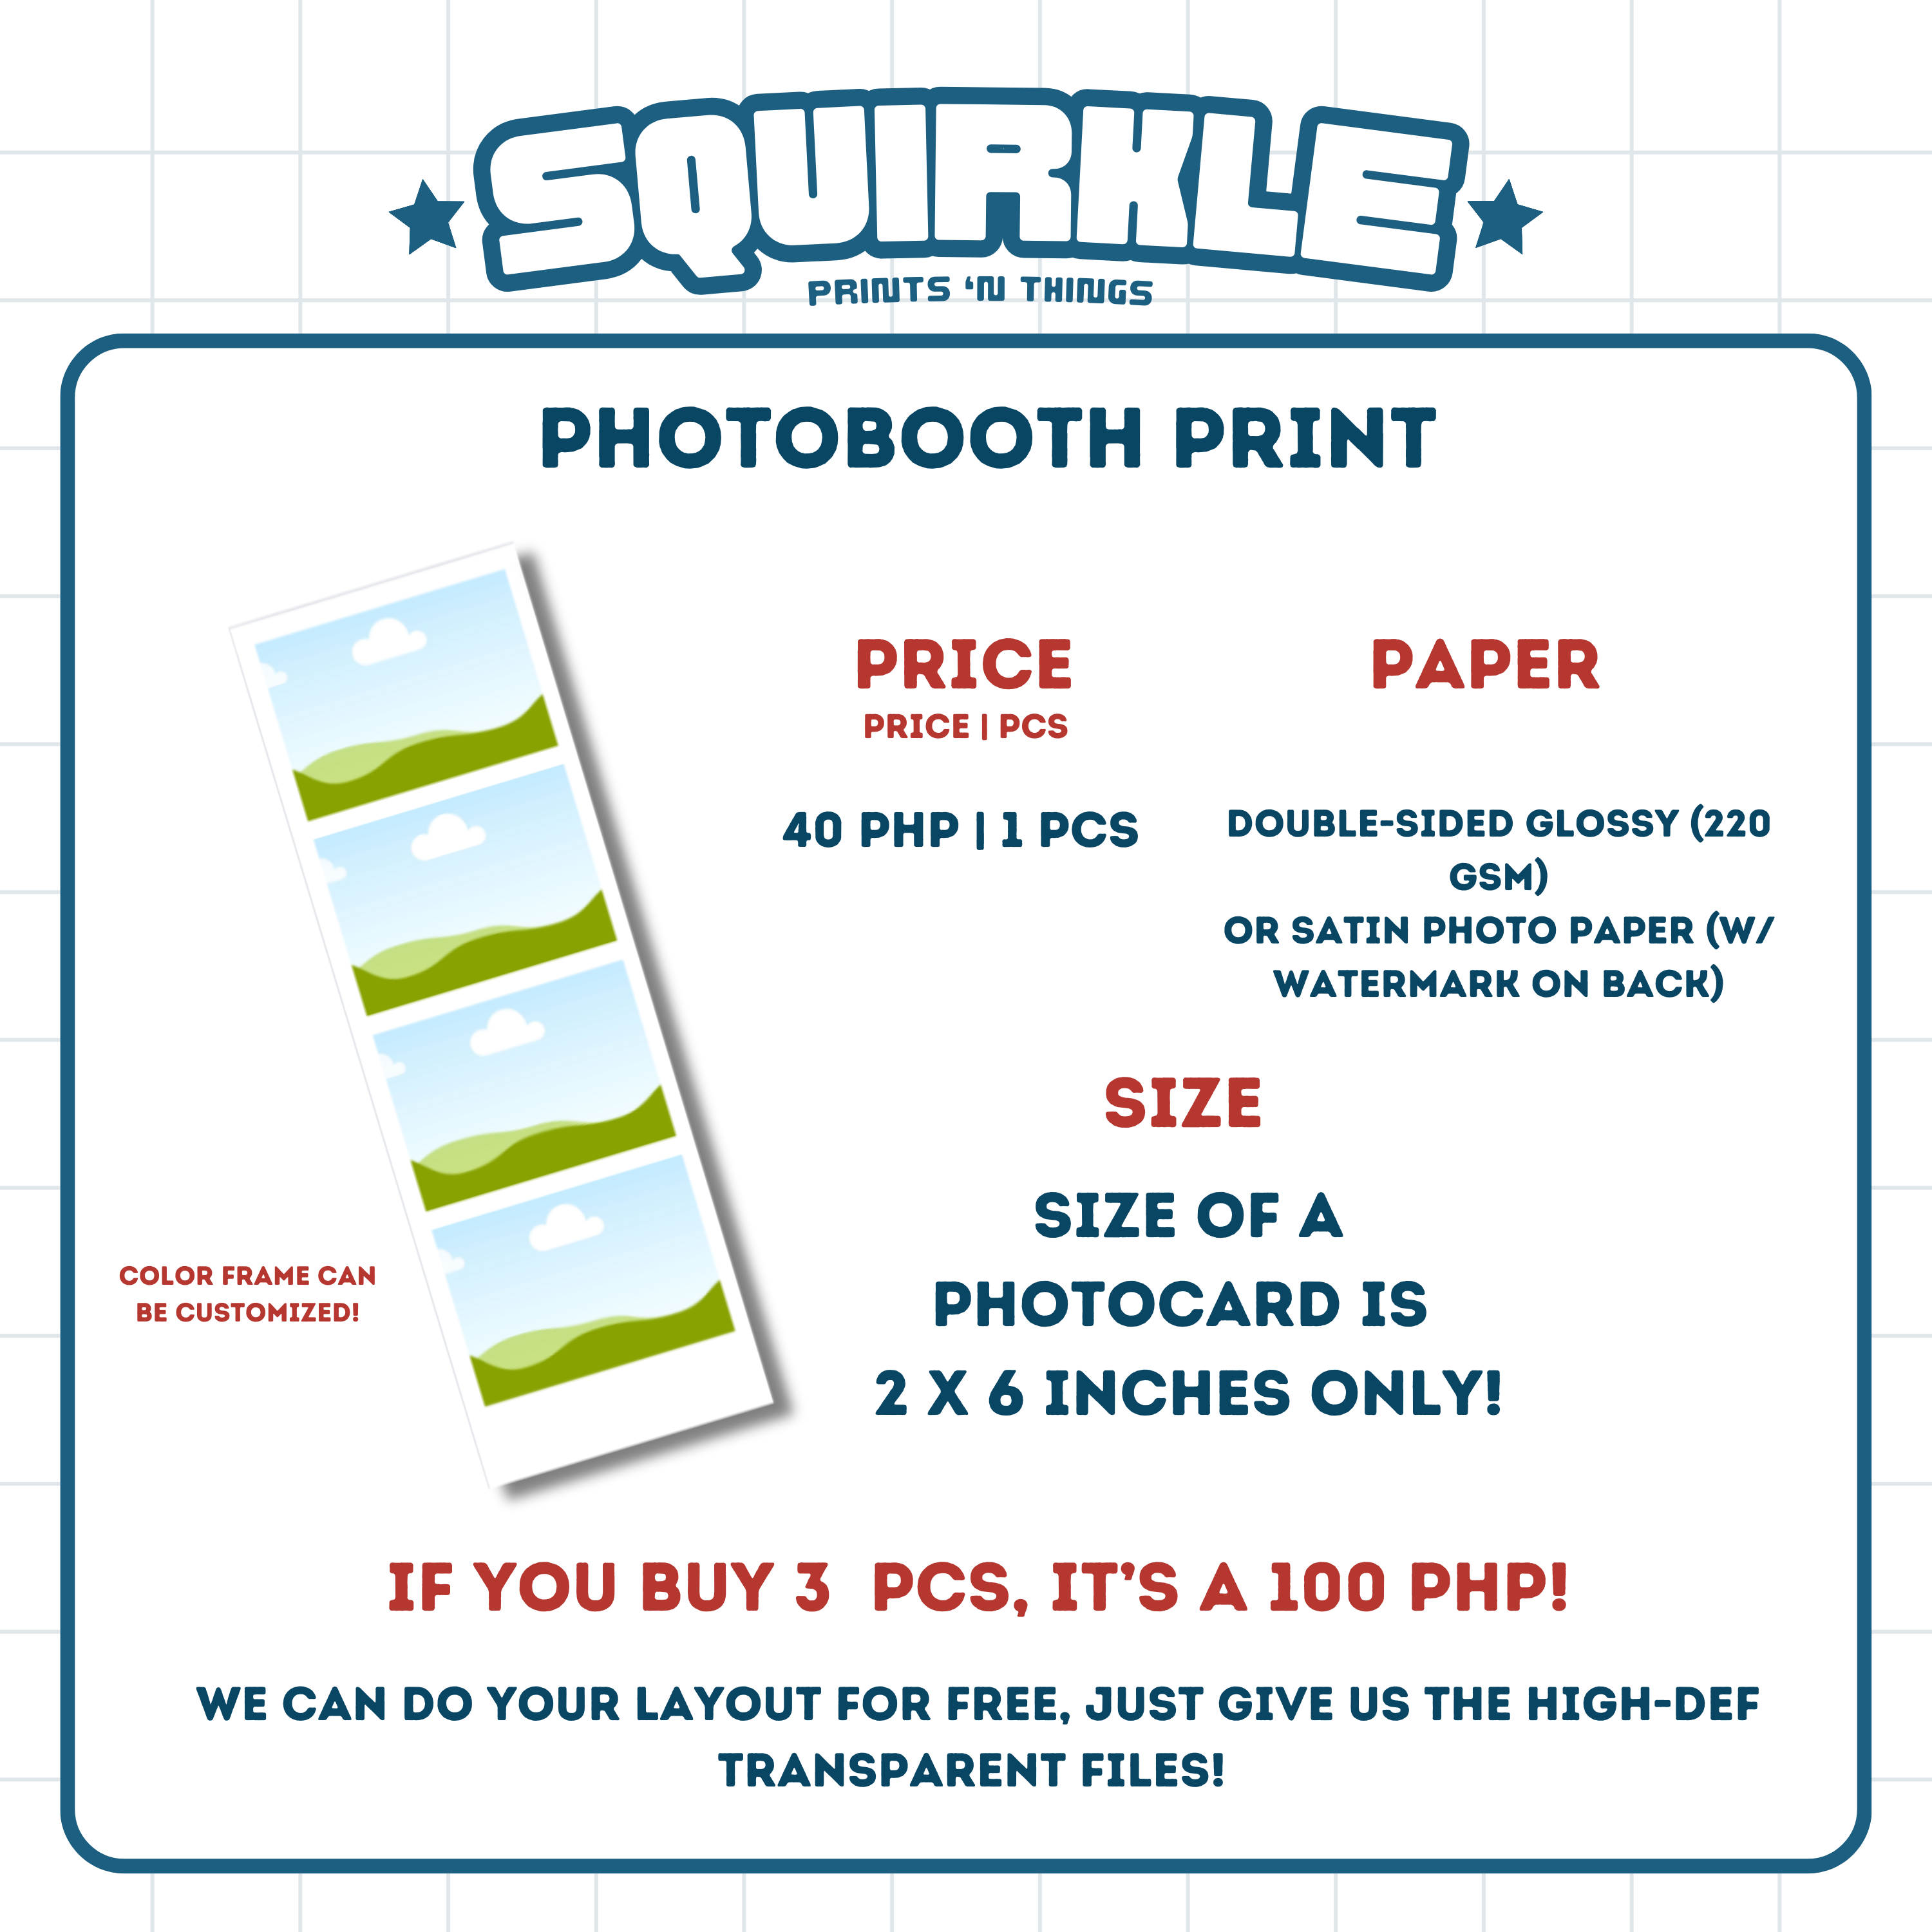 SQUIRKLE
PRINTS 'N THINGS
PHOTOBOOTH PRINT
PRICE
PRICE | PCS
40 PHP | 1 PCS
PAPER
DOUBLE-SIDED GLOSSY (220
GSM)
OR SATIN PHOTO PAPER (W/
WATERMARK ON BACK)
SIZE
SIZE OF A
PHOTOCARD IS
2 X 6 INCHES ONLY!
COLOR FRAME CAN
BE CUSTOMIZED!
IF YOU BUY 3 PCS, IT'S A 100 PHP!
WE CAN DO YOUR LAYOUT FOR FREE, JUST GIVE US THE HIGH-DEF
TRANSPARENT FILES!